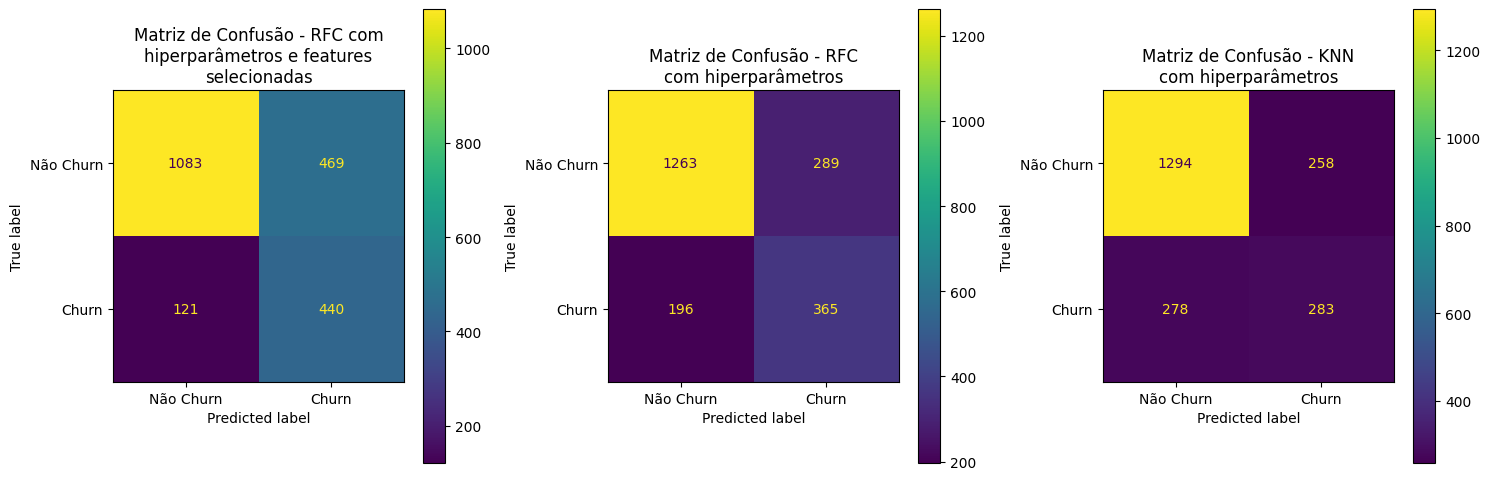 Matriz de Confusão - RFC com
hiperparâmetros e features
selecionadas
True label
Não Churn
Churn
1083
469
121
440
Não Churn
Churn
Predicted label
1000
800
600
400
200
Matriz de Confusão - RFC
com hiperparâmetros
True label
Não Churn
Churn
1263
289
196
365
Não Churn
Churn
Predicted label
1200
1000
800
600
400
200
Matriz de Confusão - KNN
com hiperparâmetros
True label
Não Churn
Churn
1294
258
278
283
Não Churn
Churn
Predicted label
1200
1000
800
600
400